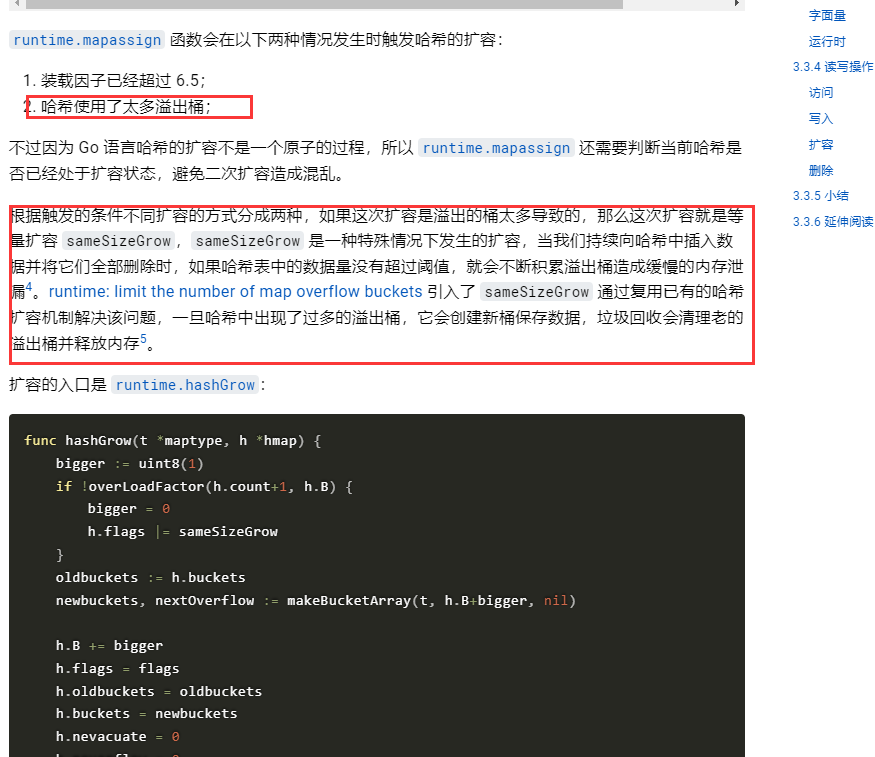 runtime.mapassign 函数会在以下两种情况发生时触发哈希的扩容：
1. 装载因子已经超过 6.5；
2. 哈希使用了太多溢出桶；
不过因为 Go 语言哈希的扩容不是一个原子的过程，所以 runtime.mapassign 还需要判断当前哈希是
否已经处于扩容状态，避免二次扩容造成混乱。
根据触发的条件不同扩容的方式分成两种，如果这次扩容是溢出的桶太多导致的，那么这次扩容就是等
量扩容 sameSizeGrow，sameSizeGrow 是一种特殊情况下发生的扩容，当我们持续向哈希中插入数
据并将它们全部删除时，如果哈希表中的数据量没有超过阈值，就会不断积累溢出桶造成缓慢的内存泄
漏4。runtime: limit the number of map overflow buckets 引入了 sameSizeGrow 通过复用已有的哈希
扩容机制解决该问题，一旦哈希中出现了过多的溢出桶，它会创建新桶保存数据，垃圾回收会清理老的
溢出桶并释放内存5。
扩容的入口是 runtime.hashGrow：
func hashGrow(t *maptype, h *hmap) {
    bigger := uint8(1)
    if !overLoadFactor(h.count+1, h.B) {
        bigger = 0
        h.flags |= sameSizeGrow
    }
    oldbuckets := h.buckets
    newbuckets, nextOverflow := makeBucketArray(t, h.B+bigger, nil)
    h.B += bigger
    h.flags = flags
    h.oldbuckets = oldbuckets
    h.buckets = newbuckets
    h.nevacuate = 0
字面量
运行时
3.3.4 读写操作
访问
写入
扩容
删除
3.3.5 小结
3.3.6 延伸阅读